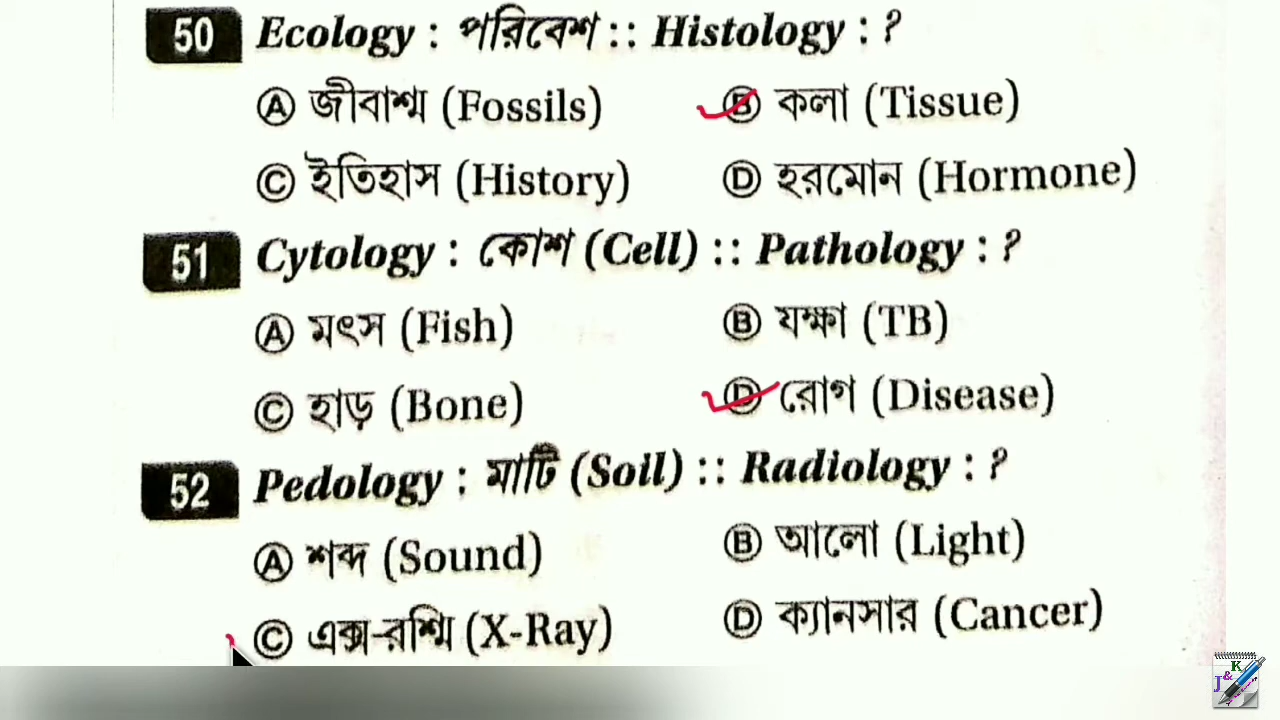 50 Ecology : পরিবেশ :: Histology : ?
Ⓐ জীবাশ্ম (Fossils) Ⓑ কলা (Tissue)
Ⓒ ইতিহাস (History) Ⓓ হরমোন (Hormone)
51 Cytology : কোশ (Cell) :: Pathology : ?
Ⓐ মৎস (Fish) Ⓑ যক্ষা (TB)
Ⓒ হাড় (Bone) Ⓓ রোগ (Disease)
52 Pedology : মাটি (Soil) :: Radiology : ?
Ⓐ শব্দ (Sound) Ⓑ আলো (Light)
Ⓒ এক্স-রশ্মি (X-Ray) Ⓓ ক্যানসার (Cancer)
J&K